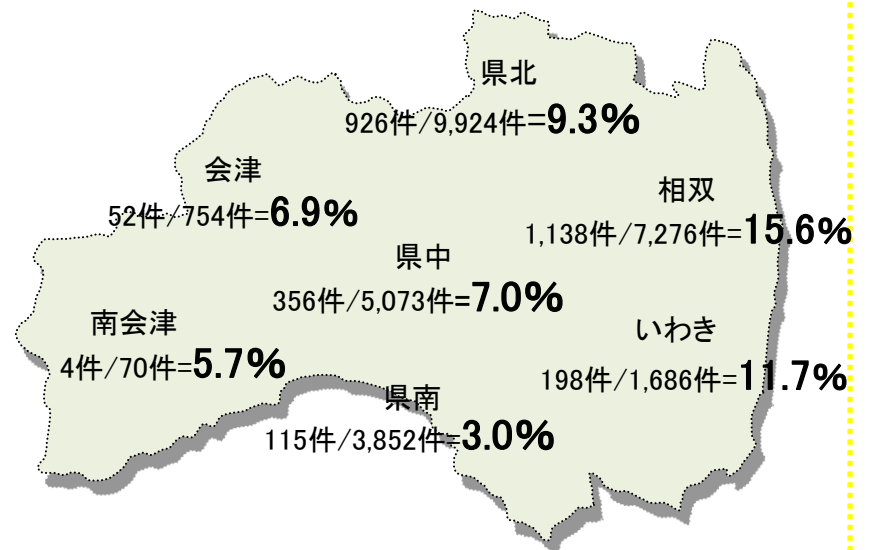 県北
926件/9,924件=9.3%
会津
52件/754件=6.9%
相双
1,138件/7,276件=15.6%
県中
356件/5,073件=7.0%
南会津
4件/70件=5.7%
いわき
198件/1,686件=11.7%
県南
115件/3,852件=3.0%